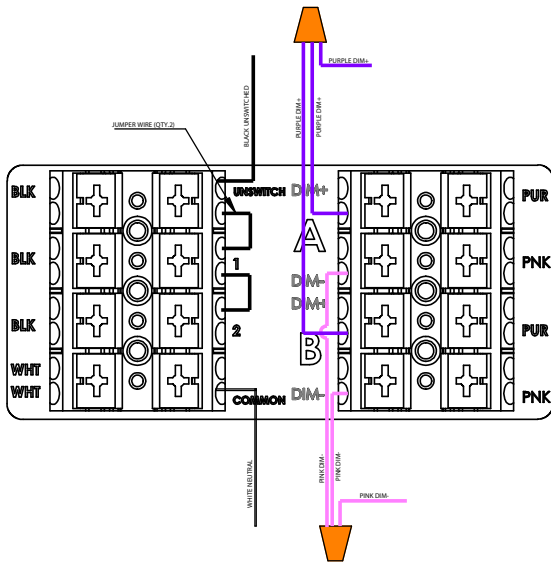 PURPLE DIM+
PURPLE DIM+
PURPLE DIM+
BLACK UNSWITCHED
JUMPER WIRE (QTY.2)
BLK
UNSWITCH
DIM+
PUR
A
BLK
1
DIM-
PNK
DIM+
BLK
2
B
PUR
WHT
WHT
COMMON
DIM-
PNK
WHITE NEUTRAL
PINK DIM-
PINK DIM-
PINK DIM-